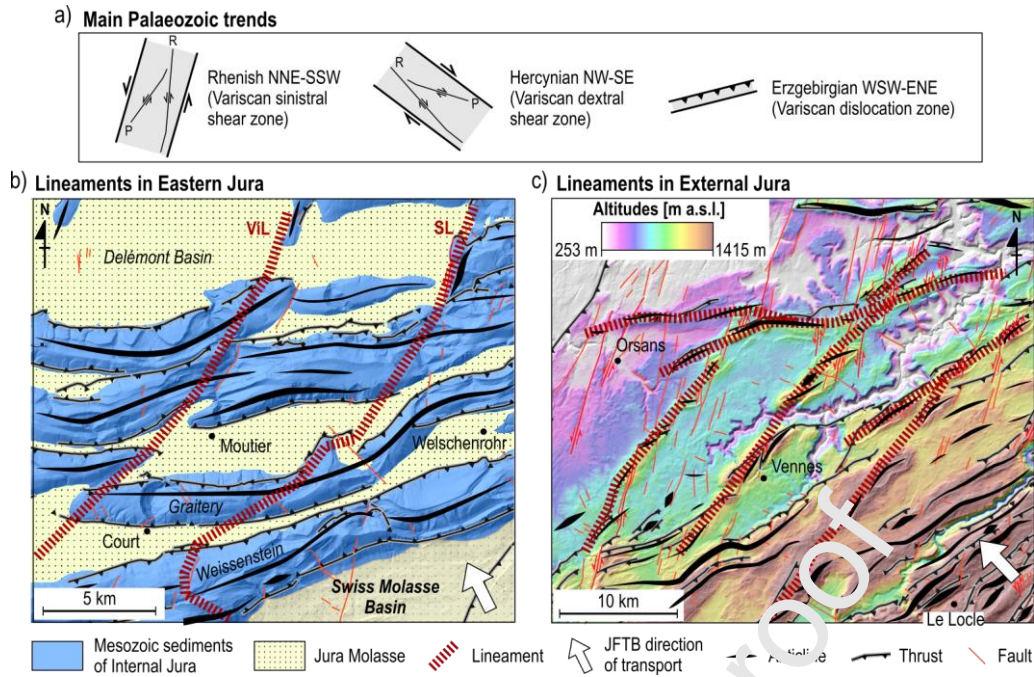 a) Main Palaeozoic trends
R
P
Rhenish NNE-SSW
(Variscan sinistral
shear zone)
R
P
Hercynian NW-SE
(Variscan dextral
shear zone)
Erzgebirgian WSW-ENE
(Variscan dislocation zone)
b) Lineaments in Eastern Jura
N
ViL
SL
Delémont Basin
Moutier
Welschenrohr
Graitery
Court
Weissenstein
Swiss Molasse
Basin
5 km
c) Lineaments in External Jura
Altitudes [m a.s.l.]
253 m
1415 m
N
Orsans
Vennes
10 km
Le Locle
Mesozoic sediments
of Internal Jura
Jura Molasse
Lineament
JFTB direction
of transport
Anticline
Thrust
Fault
roof